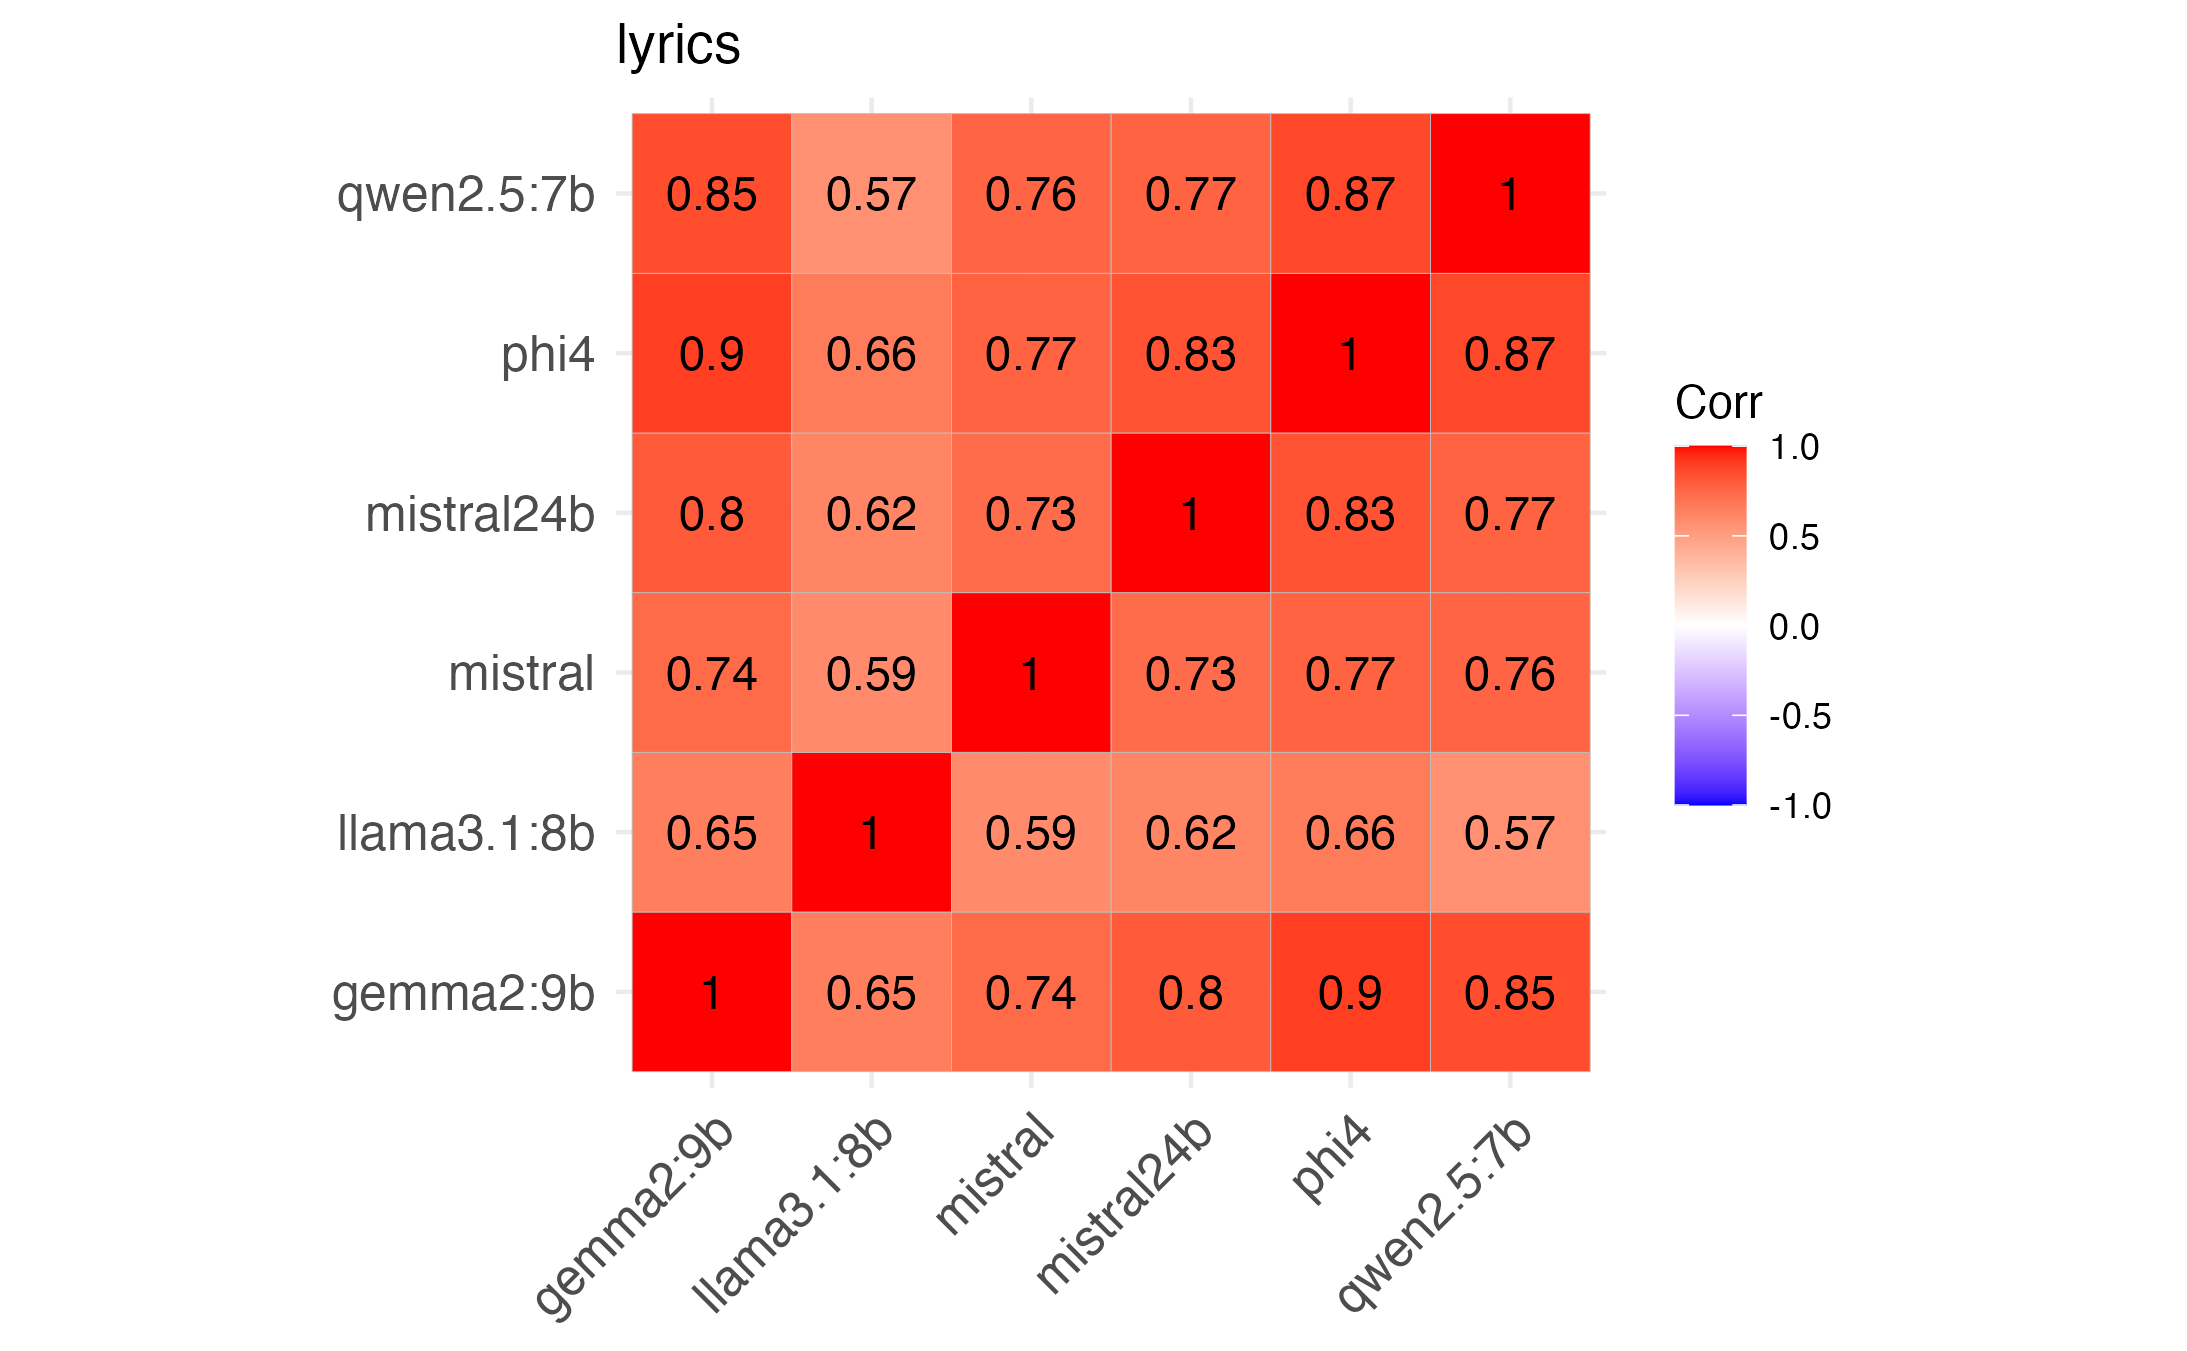 lyrics
qwen2.5:7b 0.85 0.57 0.76 0.77 0.87 1
phi4 0.9 0.66 0.77 0.83 1 0.87
mistral24b 0.8 0.62 0.73 1 0.83 0.77
mistral 0.74 0.59 1 0.73 0.77 0.76
llama3.1:8b 0.65 1 0.59 0.62 0.66 0.57
gemma2:9b 1 0.65 0.74 0.8 0.9 0.85
gemma2:9b llama3.1:8b mistral mistral24b phi4 qwen2.5:7b
Corr
1.0
0.5
0.0
-0.5
-1.0